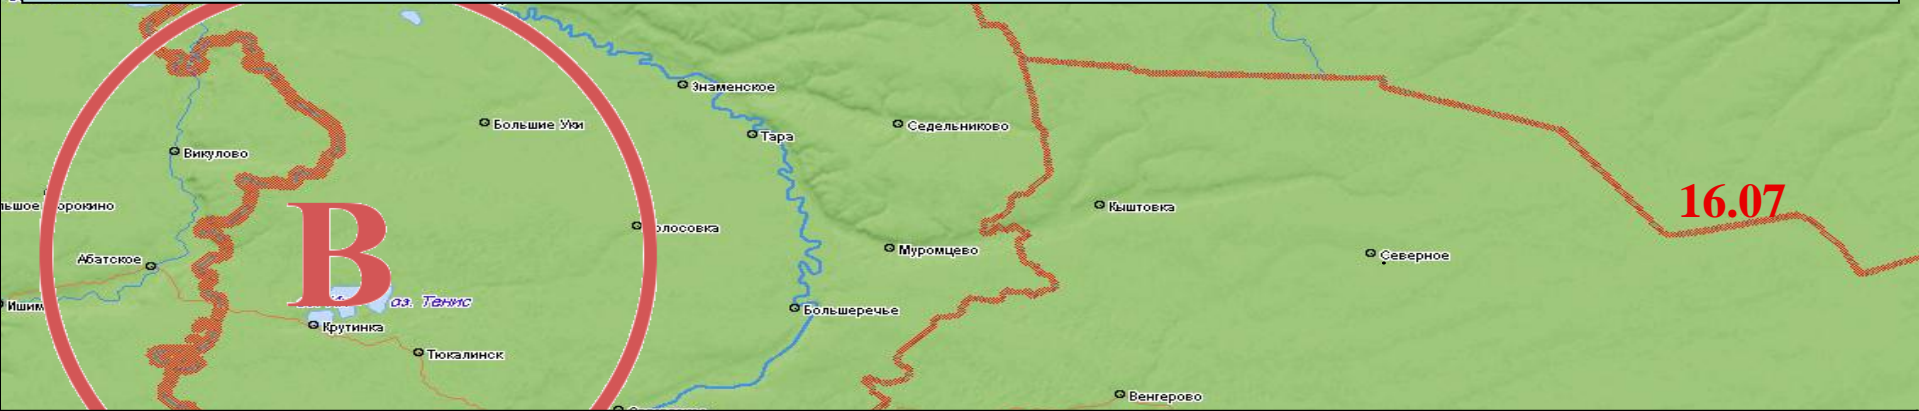 Знаменское
Большие Уки
Седельниково
Тара
Викулово
16.07
Кыштовка
В
Муромцево
Абатское
Северное
оз. Тенис
Ишим
Большеречье
Крутинка
Тюкалинск
Венгерово